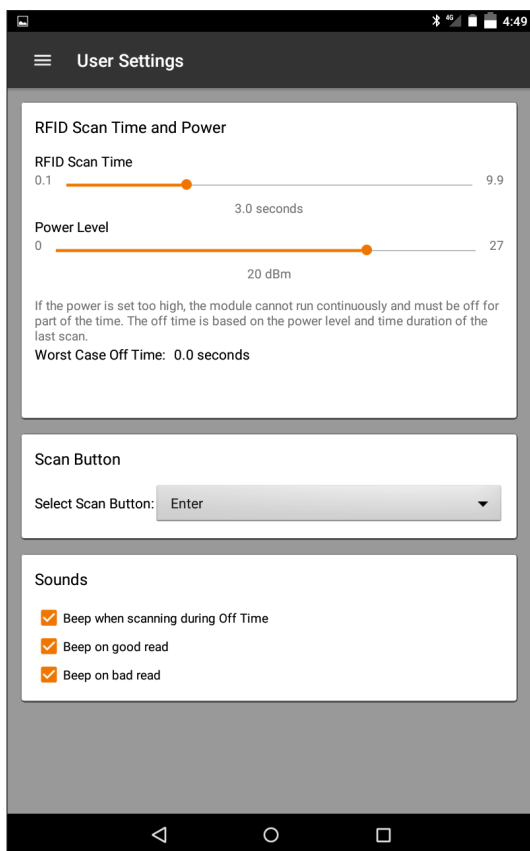 4G 4:49
User Settings
RFID Scan Time and Power
RFID Scan Time
0.1 9.9
3.0 seconds
Power Level
0 27
20 dBm
If the power is set too high, the module cannot run continuously and must be off for
part of the time. The off time is based on the power level and time duration of the
last scan.
Worst Case Off Time: 0.0 seconds
Scan Button
Select Scan Button: Enter
Sounds
Beep when scanning during Off Time
Beep on good read
Beep on bad read